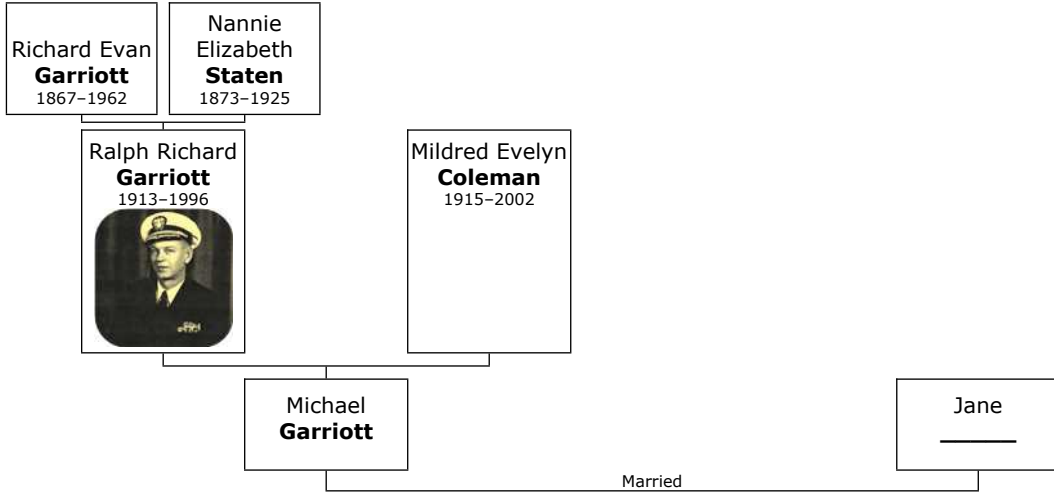 Richard Evan
Garriott
1867–1962
Nannie
Elizabeth
Staten
1873–1925
Ralph Richard
Garriott
1913–1996
Mildred Evelyn
Coleman
1915–2002
Michael
Garriott
Jane
______
Married